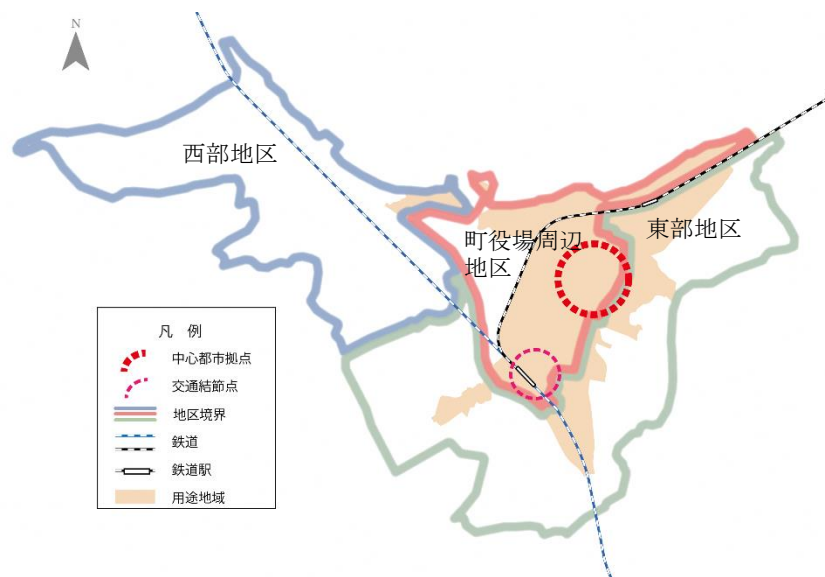 N
西部地区
東部地区
町役場周辺
地区
凡 例
中心都市拠点
交通結節点
地区境界
鉄道
鉄道駅
用途地域